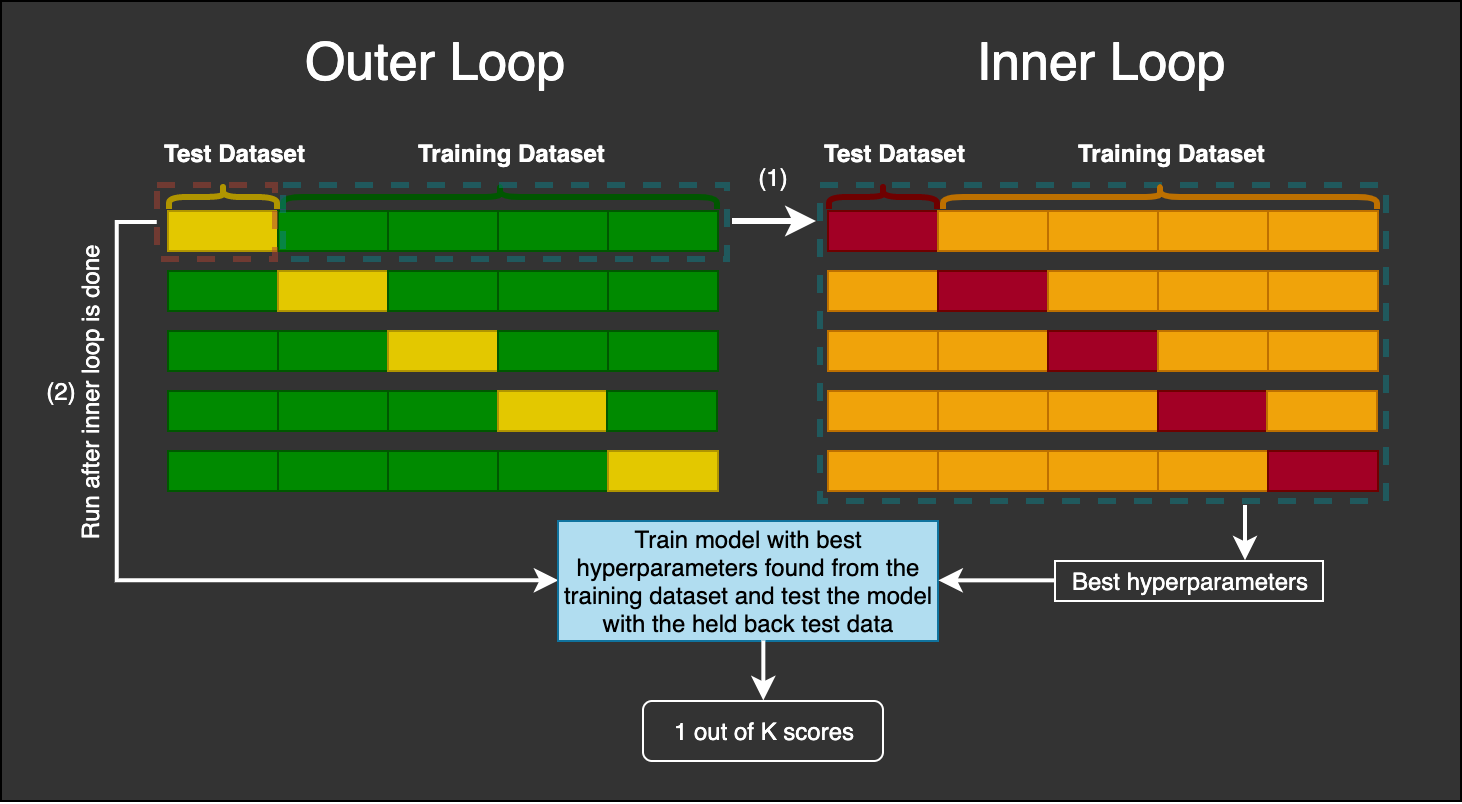 Outer Loop
Inner Loop
Test Dataset
Training Dataset
Test Dataset
Training Dataset
(1)
(2)
Run after inner loop is done
Train model with best
hyperparameters found from the
training dataset and test the model
with the held back test data
Best hyperparameters
1 out of K scores